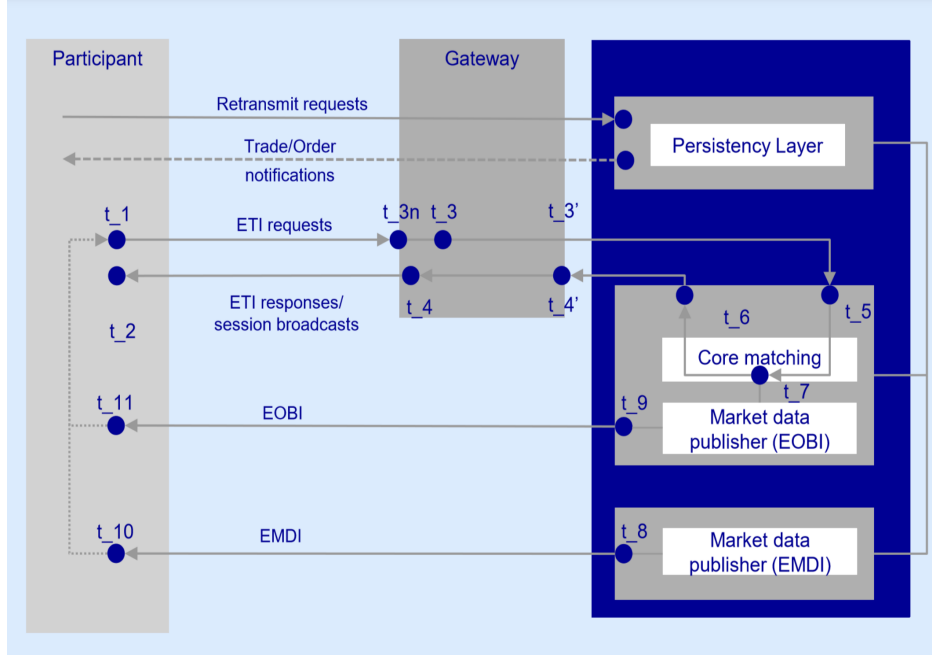 Participant
Gateway
Retransmit requests
Persistency Layer
Trade/Order
notifications
t_1
t_3n
t_3
t_3’
ETI requests
ETI responses/
session broadcasts
t_4
t_4’
t_6
t_5
t_2
Core matching
t_7
t_11
EOBI
t_9
Market data
publisher (EOBI)
t_10
EMDI
t_8
Market data
publisher (EMDI)